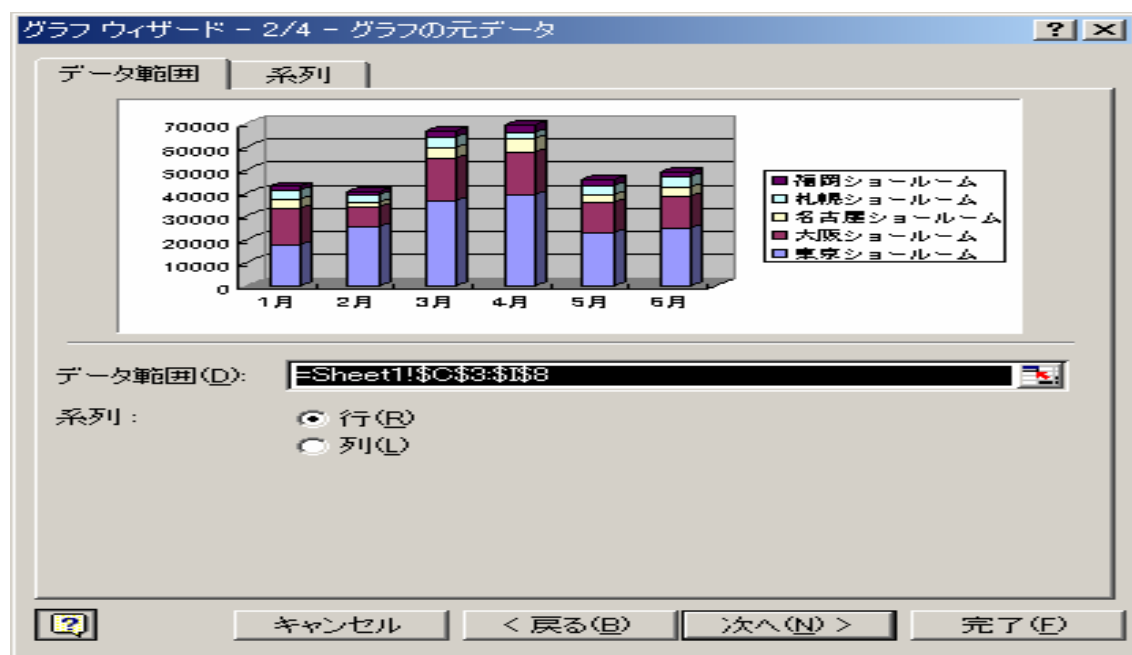 グラフ ウィザード - 2/4 - グラフの元データ
データ範囲
系列
70000
60000
50000
40000
30000
20000
10000
0
1月 2月 3月 4月 5月 6月
福岡ショールーム
札幌ショールーム
名古屋ショールーム
大阪ショールーム
東京ショールーム
データ範囲(D): =Sheet1!$C$3:$I$8
系列 : 行(R)
列(L)
キャンセル < 戻る(B) 次へ(N) > 完了(F)